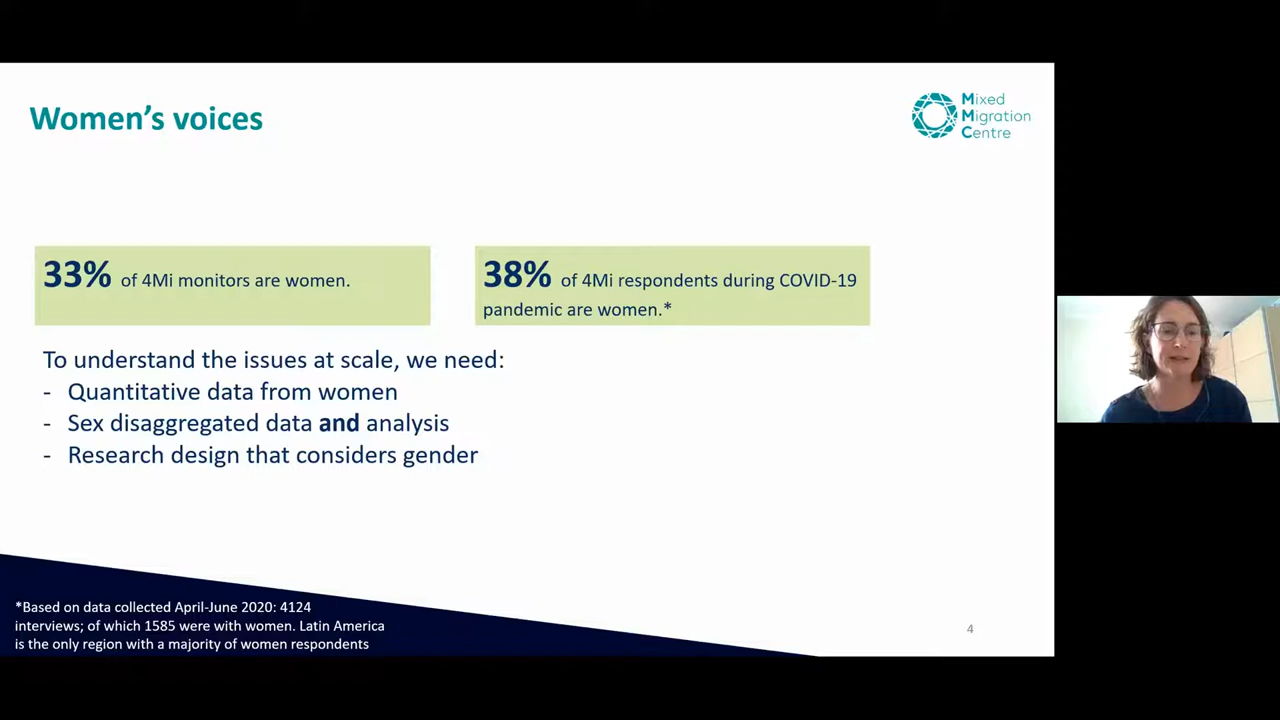 Women's voices
Mixed
Migration
Centre
33% of 4Mi monitors are women.
38% of 4Mi respondents during COVID-19
pandemic are women.*
To understand the issues at scale, we need:
- Quantitative data from women
- Sex disaggregated data and analysis
- Research design that considers gender
*Based on data collected April-June 2020: 4124
interviews; of which 1585 were with women. Latin America
is the only region with a majority of women respondents
4